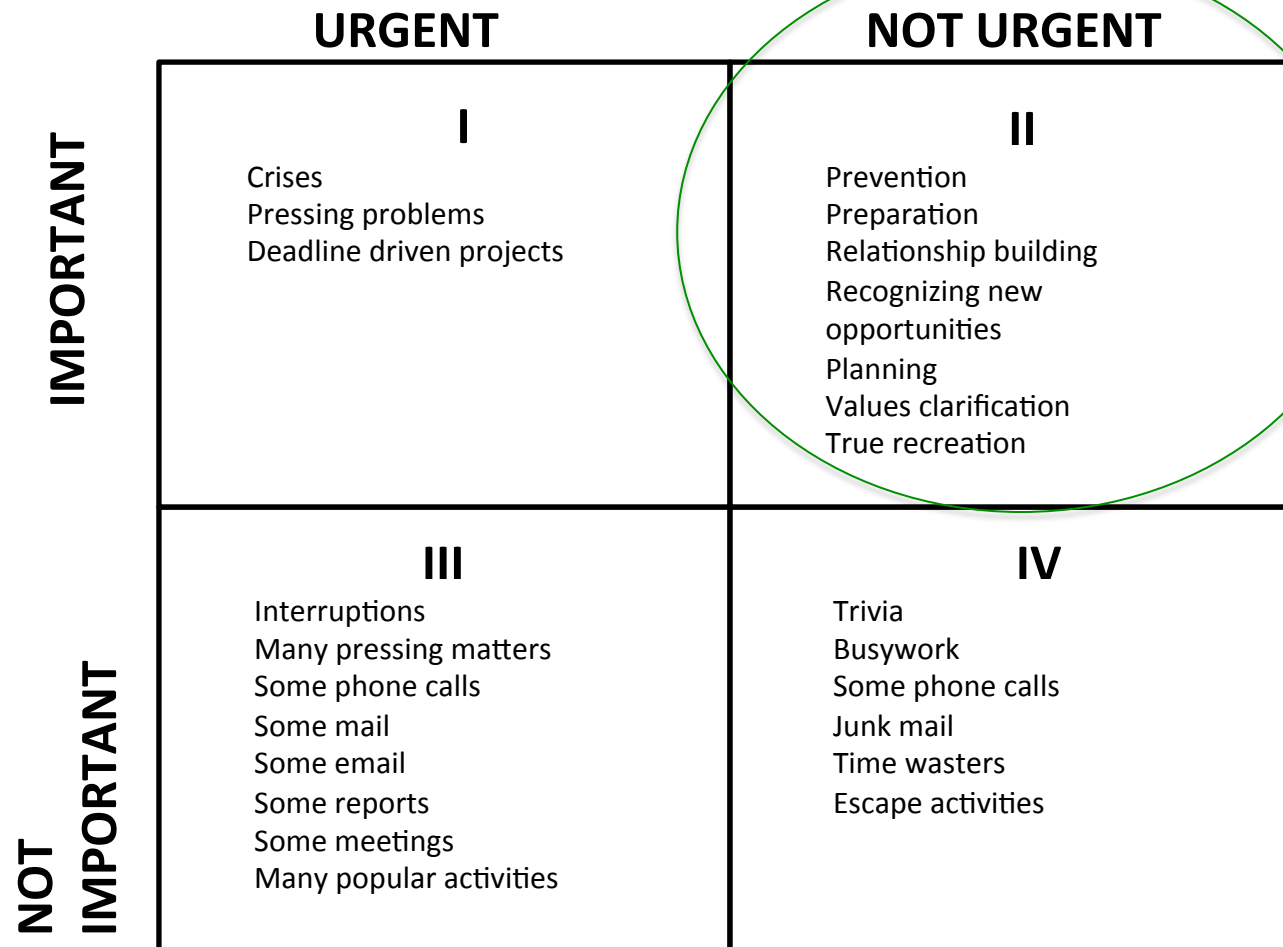 URGENT
NOT URGENT
IMPORTANT
I
Crises
Pressing problems
Deadline driven projects
II
Prevention
Preparation
Relationship building
Recognizing new
opportunities
Planning
Values clarification
True recreation
NOT
IMPORTANT
III
Interruptions
Many pressing matters
Some phone calls
Some mail
Some email
Some reports
Some meetings
Many popular activities
IV
Trivia
Busywork
Some phone calls
Junk mail
Time wasters
Escape activities